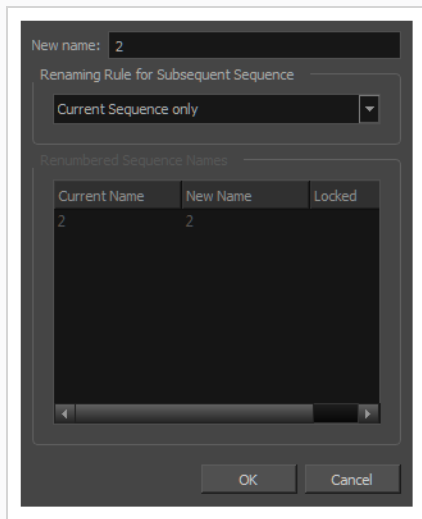 New name: 2
Renaming Rule for Subsequent Sequence
Current Sequence only
Renumbered Sequence Names
Current Name New Name Locked
2 2
OK Cancel